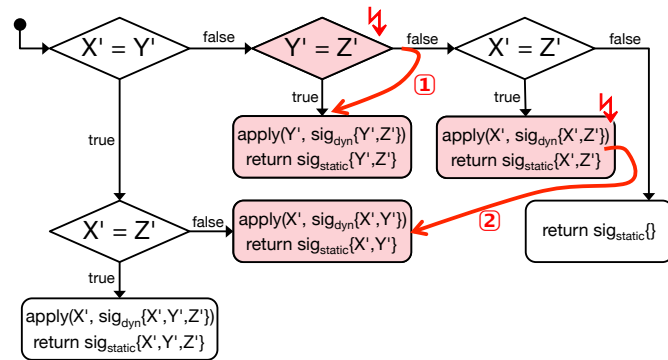 X' = Y'
false
Y' = Z'
false
X' = Z'
false
true
true
true
①
apply(Y', sig_dyn{Y',Z'})
return sig_static{Y',Z'}
apply(X', sig_dyn{X',Z'})
return sig_static{X',Z'}
X' = Z'
false
apply(X', sig_dyn{X',Y'})
return sig_static{X',Y'}
②
return sig_static{}
true
apply(X', sig_dyn{X',Y',Z'})
return sig_static{X',Y',Z'}